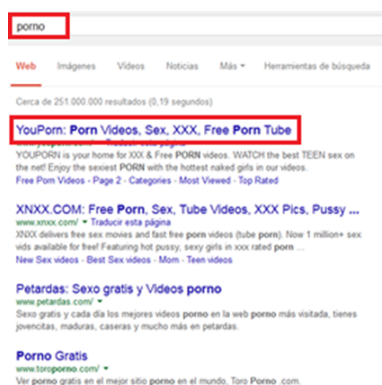 porno
Web Imágenes Vídeos Noticias Más Herramientas de búsqueda
Cerca de 251.000.000 resultados (0,19 segundos)
YouPorn: Porn Videos, Sex, XXX, Free Porn Tube
YOUPORN is your home for XXX & Free PORN videos. WATCH the best TEEN sex on
the net! Enjoy the sexiest PORN with the hottest naked girls in our videos.
Free Porn Videos - Page 2 - Categories - Most Viewed - Top Rated
XNXX.COM: Free Porn, Sex, Tube Videos, XXX Pics, Pussy ...
www.xnxx.com/ Traducir esta página
XNXX delivers free sex movies and fast free porn videos (tube porn). Now 1 million+ sex
vids available for free! Featuring hot pussy, sexy girls in xxx rated porn ...
New Sex videos - Best Sex videos - Mom - Teen videos
Petardas: Sexo gratis y Videos porno
www.petardas.com/
Sexo gratis y cada día los mejores videos porno en la web porno más visitada, tienes
jovencitas, maduras, caseras y mucho más en petardas.
Porno Gratis
www.toroporno.com/
Ver porno gratis en el mejor sitio porno en el mundo, Toro Porno .com.